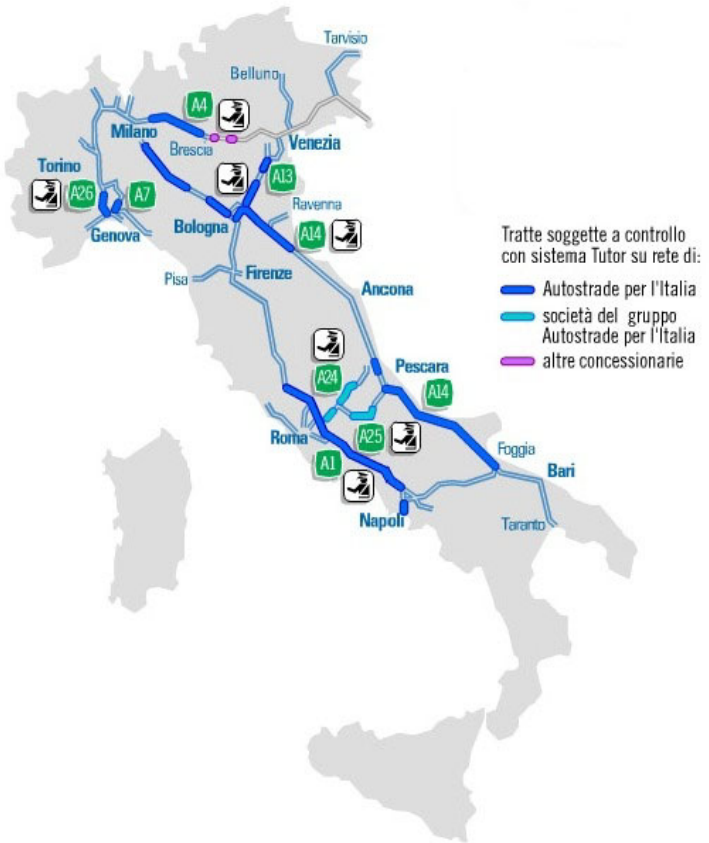 Tarvisio
Belluno
A4
Milano
Brescia
Venezia
Torino
A26
A7
A13
Ravenna
Genova
Bologna
A14
Pisa
Firenze
Ancona
Tratte soggette a controllo
con sistema Tutor su rete di:
Autostrade per l'Italia
società del gruppo
Autostrade per l'Italia
altre concessionarie
A24
Pescara
A14
Roma
A25
A1
Foggia
Bari
Napoli
Taranto